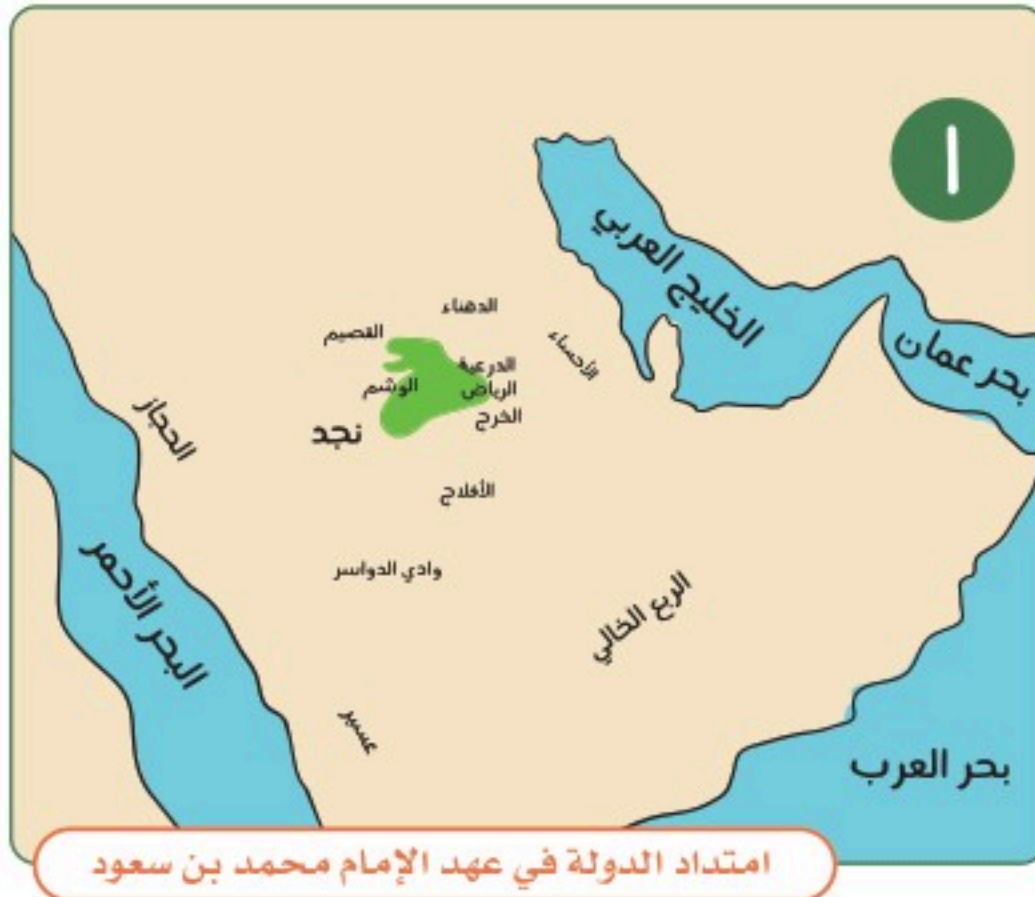 ١
الخليج العربي
بحر عمان
الدهناء
القصيم
الأحساء
الدرعية
الوشم
الرياض
الخرج
نجد
الحجاز
الأفلاج
وادي الدواسر
البحر الأحمر
الربع الخالي
عسير
بحر العرب
امتداد الدولة في عهد الإمام محمد بن سعود